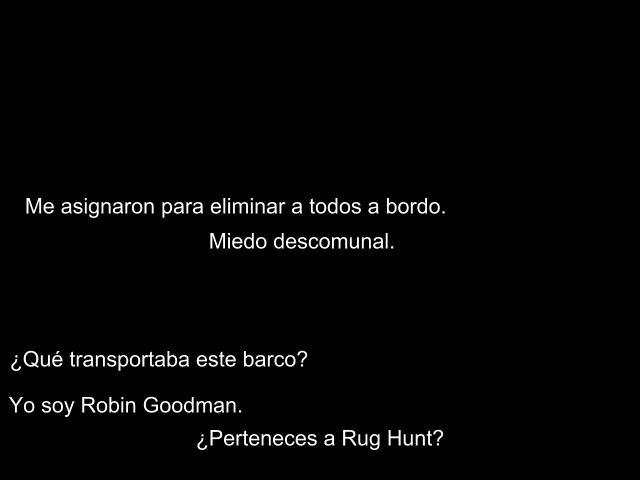 Me asignaron para eliminar a todos a bordo.
Miedo descomunal.
¿Qué transportaba este barco?
Yo soy Robin Goodman.
¿Perteneces a Rug Hunt?